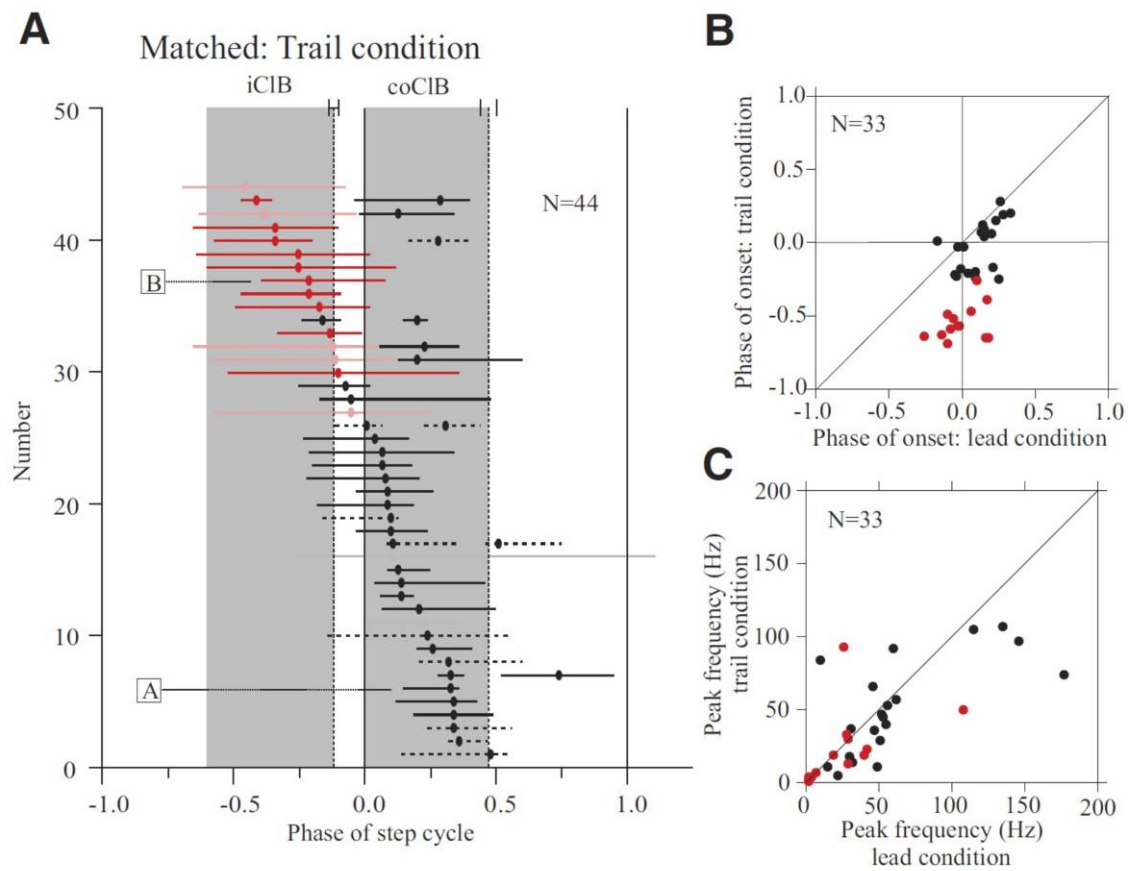 A
Matched: Trail condition
iClB
coClB
50
40
30
20
10
0
Number
N=44
B
A
-1.0
-0.5
0.0
0.5
1.0
Phase of step cycle
B
1.0
0.5
0.0
-0.5
-1.0
Phase of onset: trail condition
N=33
-1.0
-0.5
0.0
0.5
1.0
Phase of onset: lead condition
C
200
150
100
50
0
Peak frequency (Hz)
trail condition
N=33
0
50
100
150
200
Peak frequency (Hz)
lead condition